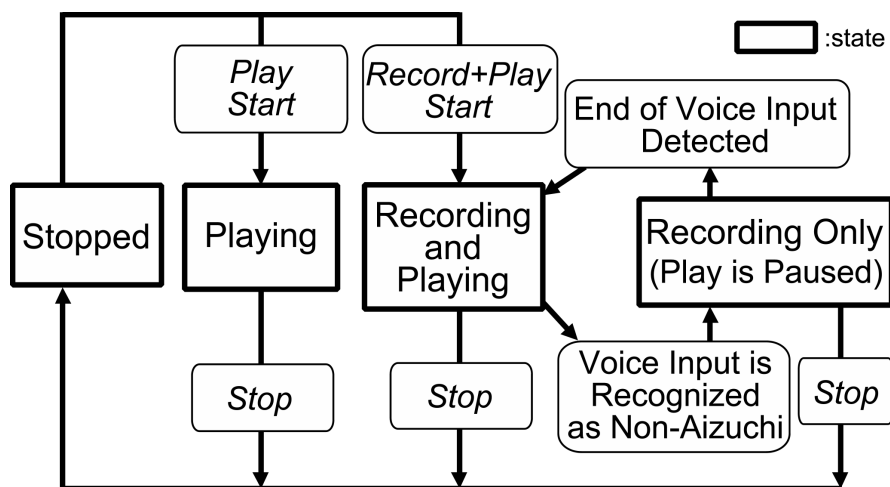 :state
Play
Start
Record+Play
Start
End of Voice Input
Detected
Stopped
Playing
Recording
and
Playing
Recording Only
(Play is Paused)
Stop
Stop
Voice Input is
Recognized
as Non-Aizuchi
Stop